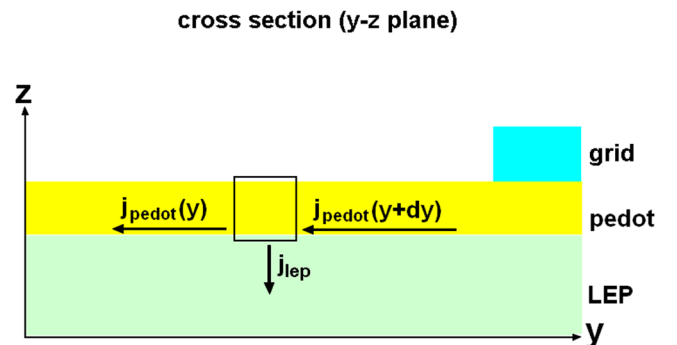 cross section (y-z plane)
z
grid
jpedot(y)
jpedot(y+dy)
pedot
jlep
LEP
y